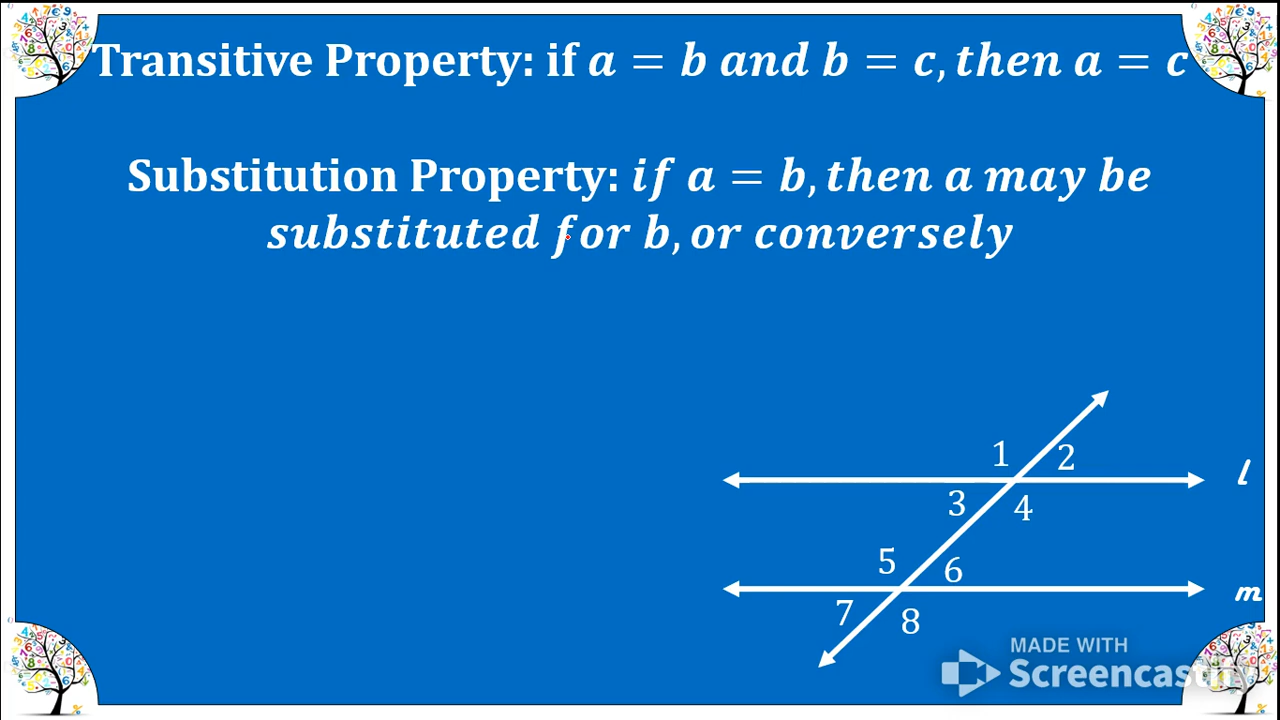 Transitive Property: if a = b and b = c, then a = c
Substitution Property: if a = b, then a may be
substituted for b, or conversely
1 2
l
3 4
5 6
m
7 8
MADE WITH
Screencastify